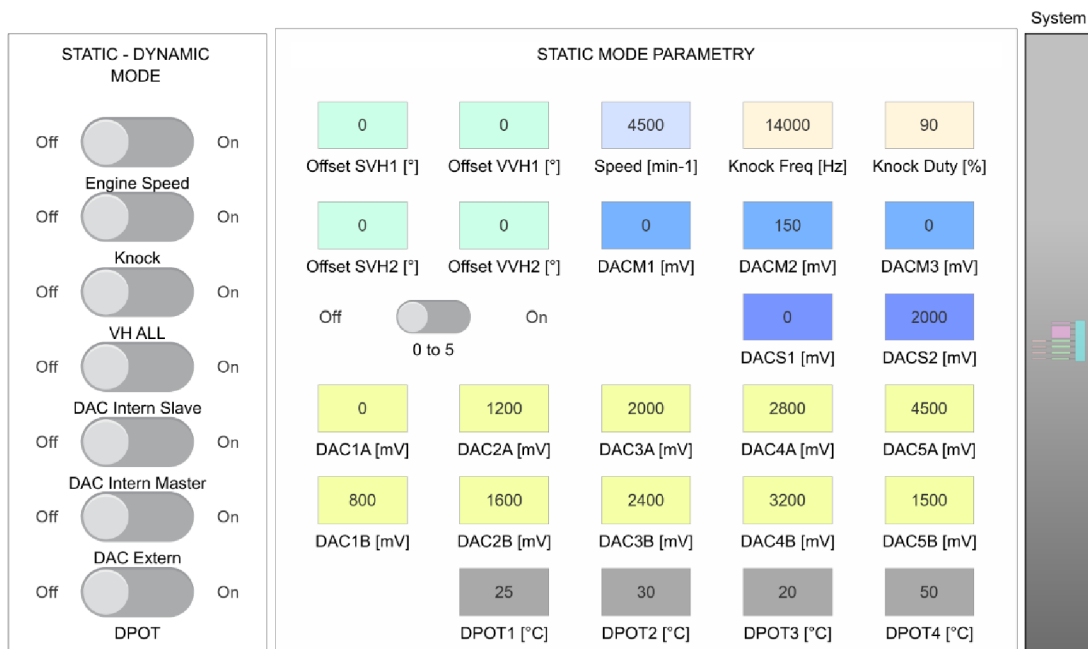 System
STATIC - DYNAMIC
MODE
Off On
Engine Speed
Off On
Knock
Off On
VH ALL
Off On
DAC Intern Slave
Off On
DAC Intern Master
Off On
DAC Extern
Off On
DPOT
STATIC MODE PARAMETRY
0 0 4500 14000 90
Offset SVH1 [°] Offset VVH1 [°] Speed [min-1] Knock Freq [Hz] Knock Duty [%]
0 0 0 150 0
Offset SVH2 [°] Offset VVH2 [°] DACM1 [mV] DACM2 [mV] DACM3 [mV]
Off On 0 2000
0 to 5 DACS1 [mV] DACS2 [mV]
0 1200 2000 2800 4500
DAC1A [mV] DAC2A [mV] DAC3A [mV] DAC4A [mV] DAC5A [mV]
800 1600 2400 3200 1500
DAC1B [mV] DAC2B [mV] DAC3B [mV] DAC4B [mV] DAC5B [mV]
25 30 20 50
DPOT1 [°C] DPOT2 [°C] DPOT3 [°C] DPOT4 [°C]